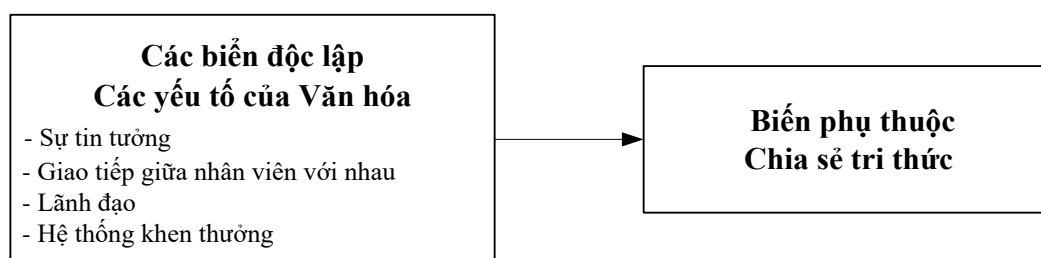 Các biển độc lập
Các yếu tố của Văn hóa
- Sự tin tưởng
- Giao tiếp giữa nhân viên với nhau
- Lãnh đạo
- Hệ thống khen thưởng
Biến phụ thuộc
Chia sẻ tri thức